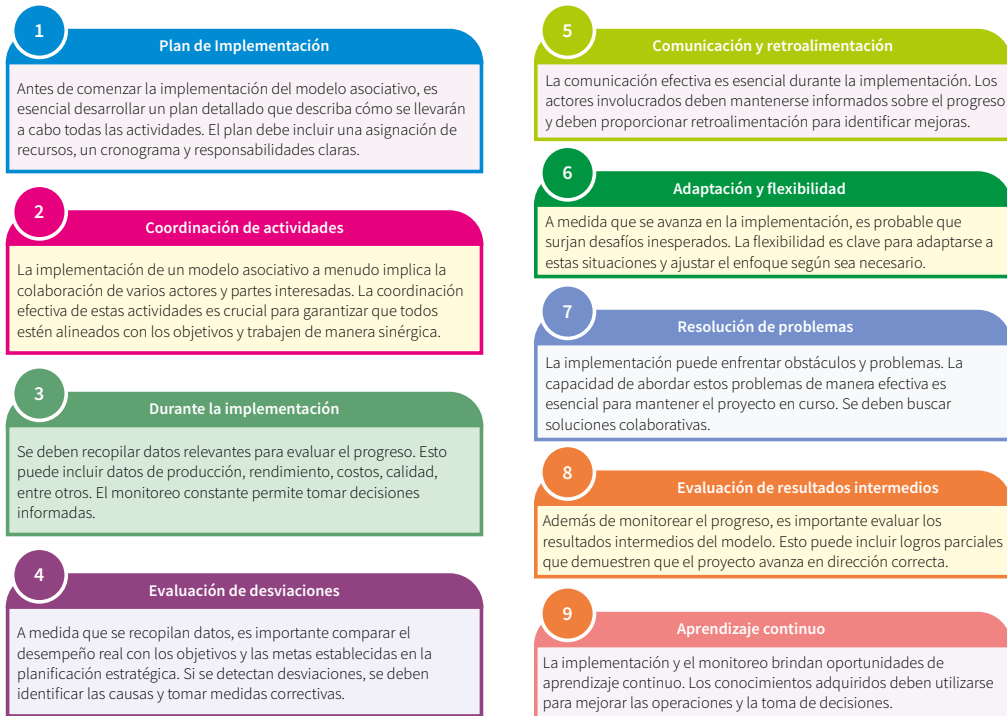 1
Plan de Implementación
Antes de comenzar la implementación del modelo asociativo, es
esencial desarrollar un plan detallado que describa cómo se llevarán
a cabo todas las actividades. El plan debe incluir una asignación de
recursos, un cronograma y responsabilidades claras.
2
Coordinación de actividades
La implementación de un modelo asociativo a menudo implica la
colaboración de varios actores y partes interesadas. La coordinación
efectiva de estas actividades es crucial para garantizar que todos
estén alineados con los objetivos y trabajen de manera sinérgica.
3
Durante la implementación
Se deben recopilar datos relevantes para evaluar el progreso. Esto
puede incluir datos de producción, rendimiento, costos, calidad,
entre otros. El monitoreo constante permite tomar decisiones
informadas.
4
Evaluación de desviaciones
A medida que se recopilan datos, es importante comparar el
desempeño real con los objetivos y las metas establecidas en la
planificación estratégica. Si se detectan desviaciones, se deben
identificar las causas y tomar medidas correctivas.
5
Comunicación y retroalimentación
La comunicación efectiva es esencial durante la implementación. Los
actores involucrados deben mantenerse informados sobre el progreso
y deben proporcionar retroalimentación para identificar mejoras.
6
Adaptación y flexibilidad
A medida que se avanza en la implementación, es probable que
surjan desafíos inesperados. La flexibilidad es clave para adaptarse a
estas situaciones y ajustar el enfoque según sea necesario.
7
Resolución de problemas
La implementación puede enfrentar obstáculos y problemas. La
capacidad de abordar estos problemas de manera efectiva es
esencial para mantener el proyecto en curso. Se deben buscar
soluciones colaborativas.
8
Evaluación de resultados intermedios
Además de monitorear el progreso, es importante evaluar los
resultados intermedios del modelo. Esto puede incluir logros parciales
que demuestren que el proyecto avanza en dirección correcta.
9
Aprendizaje continuo
La implementación y el monitoreo brindan oportunidades de
aprendizaje continuo. Los conocimientos adquiridos deben utilizarse
para mejorar las operaciones y la toma de decisiones.